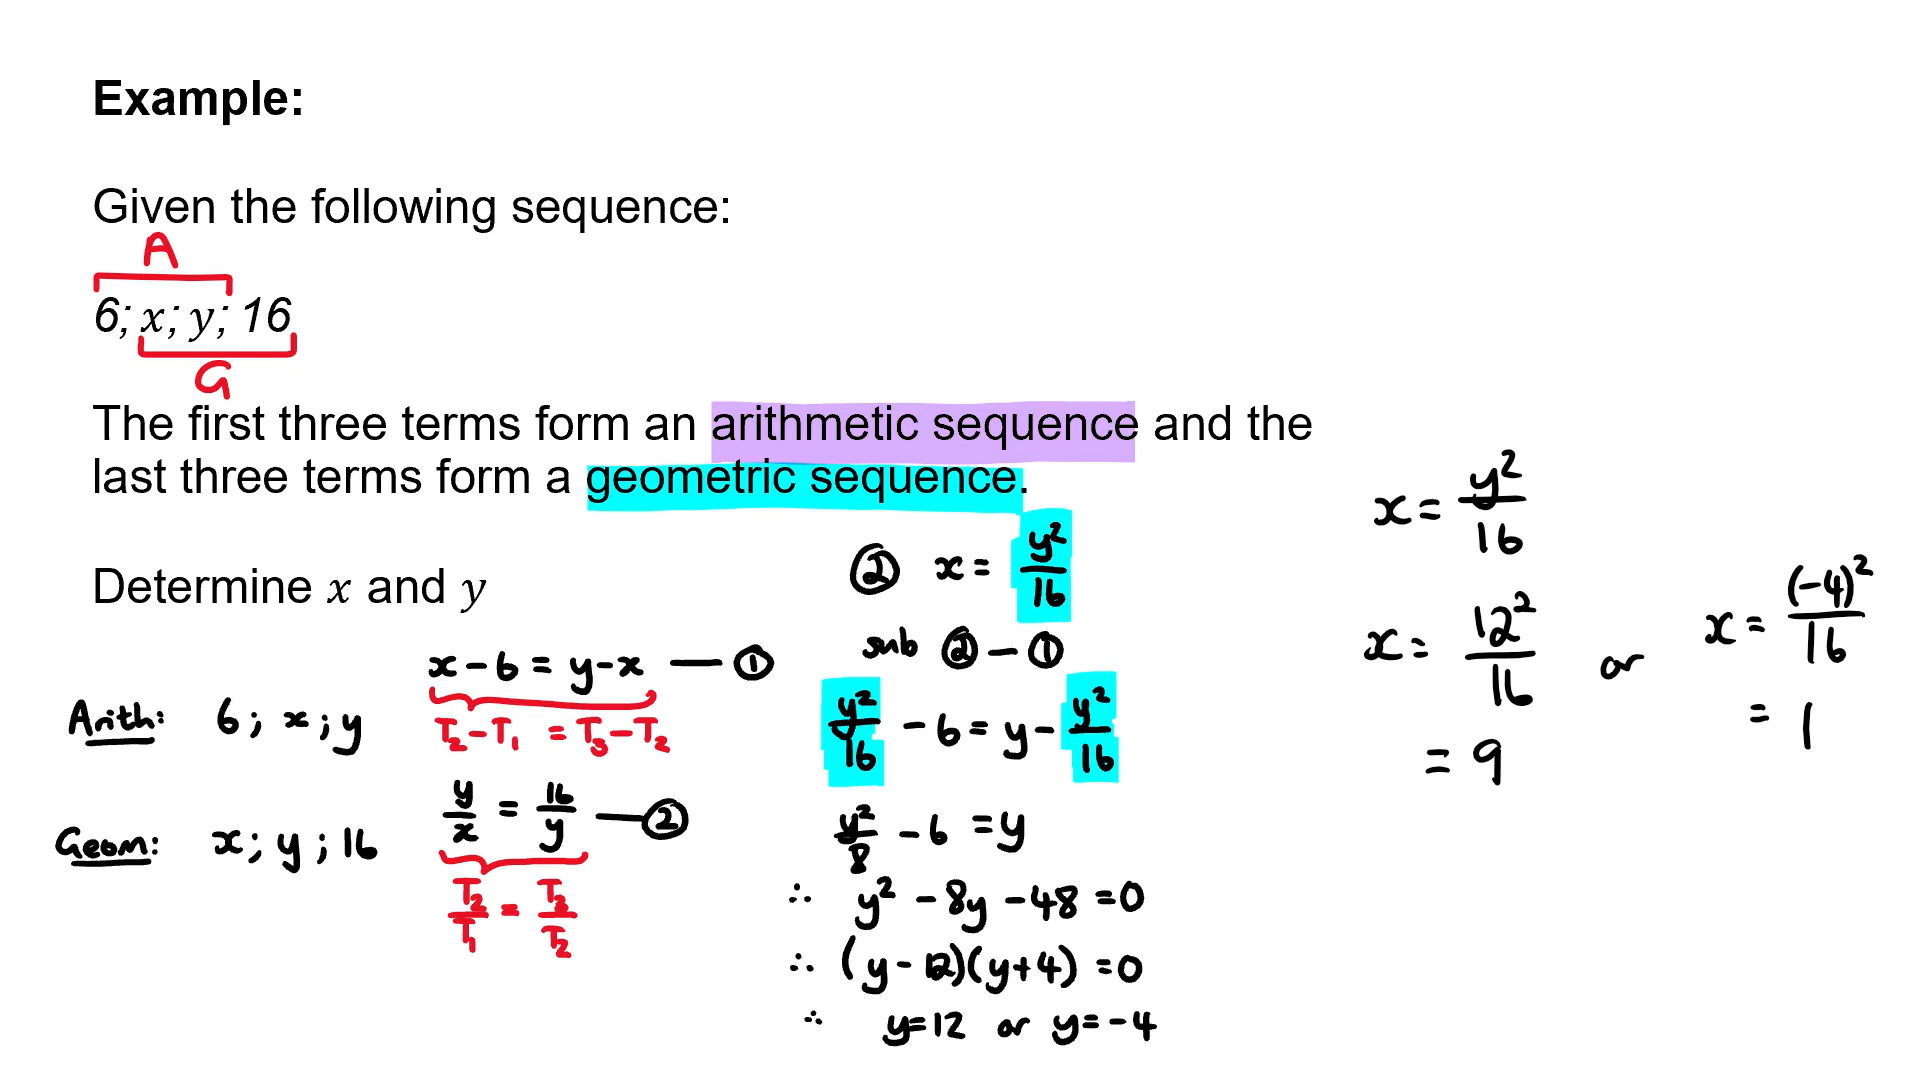 Example:
Given the following sequence:
A
6; x; y; 16
G
The first three terms form an arithmetic sequence and the
last three terms form a geometric sequence.
Determine x and y
Arith: 6; x; y
x - 6 = y - x — ①
T₂ - T₁ = T₃ - T₂
Geom: x; y; 16
y/x = 16/y — ②
T₂/T₁ = T₃/T₂
② x = y²/16
sub ② — ①
y²/16 - 6 = y - y²/16
y²/8 - 6 = y
∴ y² - 8y - 48 = 0
∴ (y - 12)(y + 4) = 0
∴ y = 12 or y = -4
x = y²/16
x = 12²/16 or x = (-4)²/16
= 9
= 1